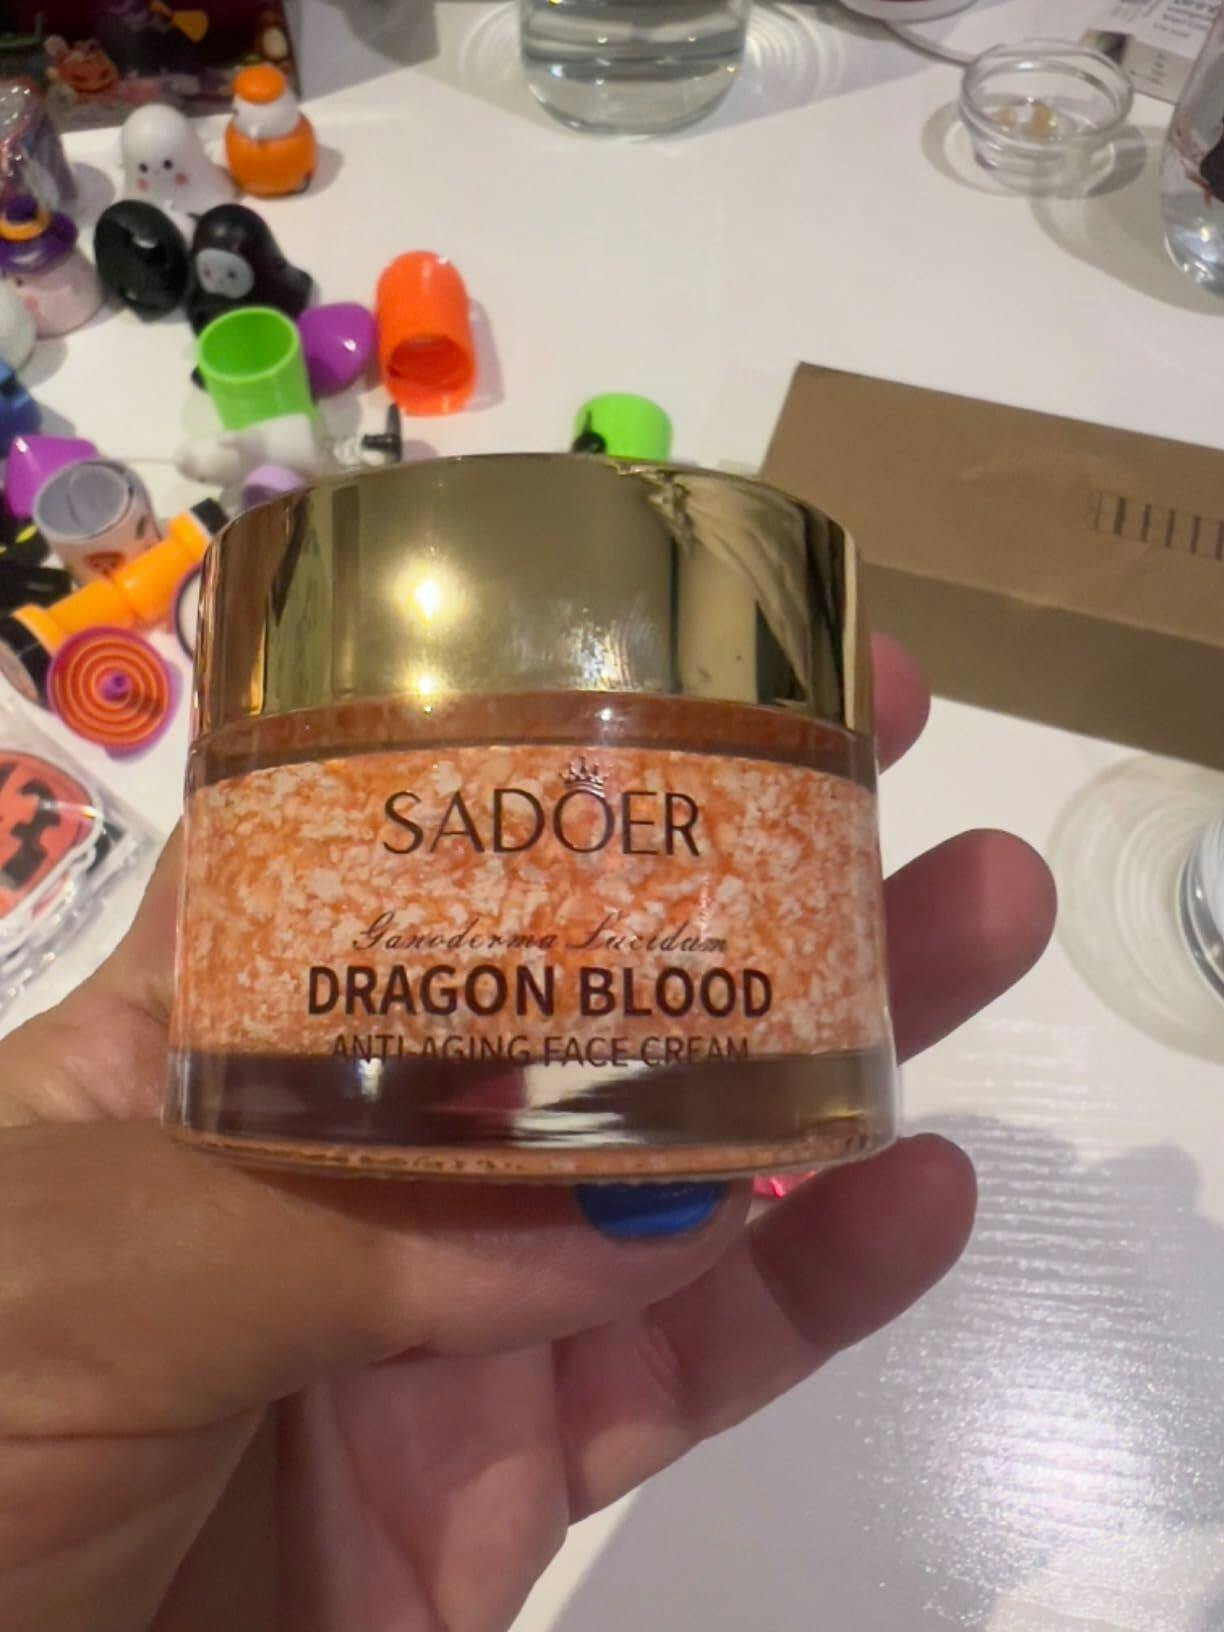 SADOER
Ganoderma Lucidum
DRAGON BLOOD
ANTI-AGING FACE CREAM